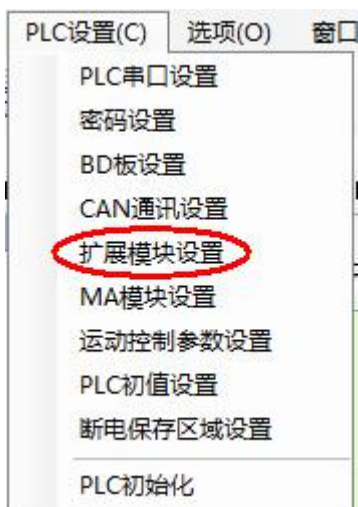 PLC设置(C) 选项(O) 窗口
PLC串口设置
密码设置
BD板设置
CAN通讯设置
扩展模块设置
MA模块设置
运动控制参数设置
PLC初值设置
断电保存区域设置
PLC初始化